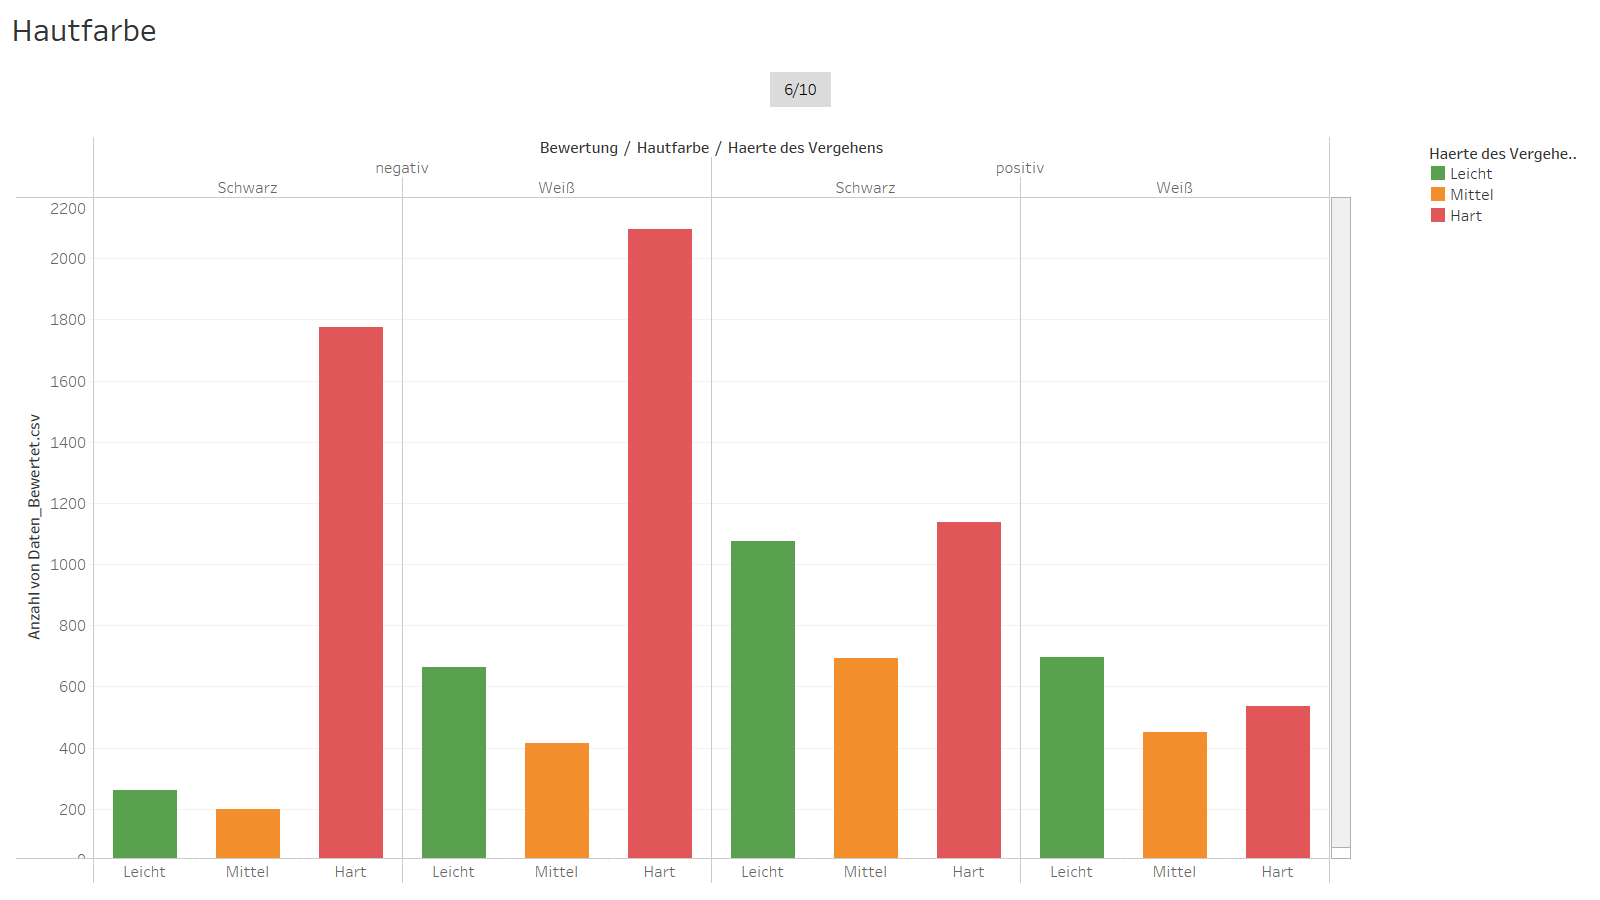 Hautfarbe
6/10
Bewertung / Hautfarbe / Haerte des Vergehens
negativ positiv
Schwarz Weiß Schwarz Weiß
Haerte des Vergehe..
Leicht
Mittel
Hart
Anzahl von Daten_Bewertet.csv
2200
2000
1800
1600
1400
1200
1000
800
600
400
200
0
Leicht Mittel Hart Leicht Mittel Hart Leicht Mittel Hart Leicht Mittel Hart